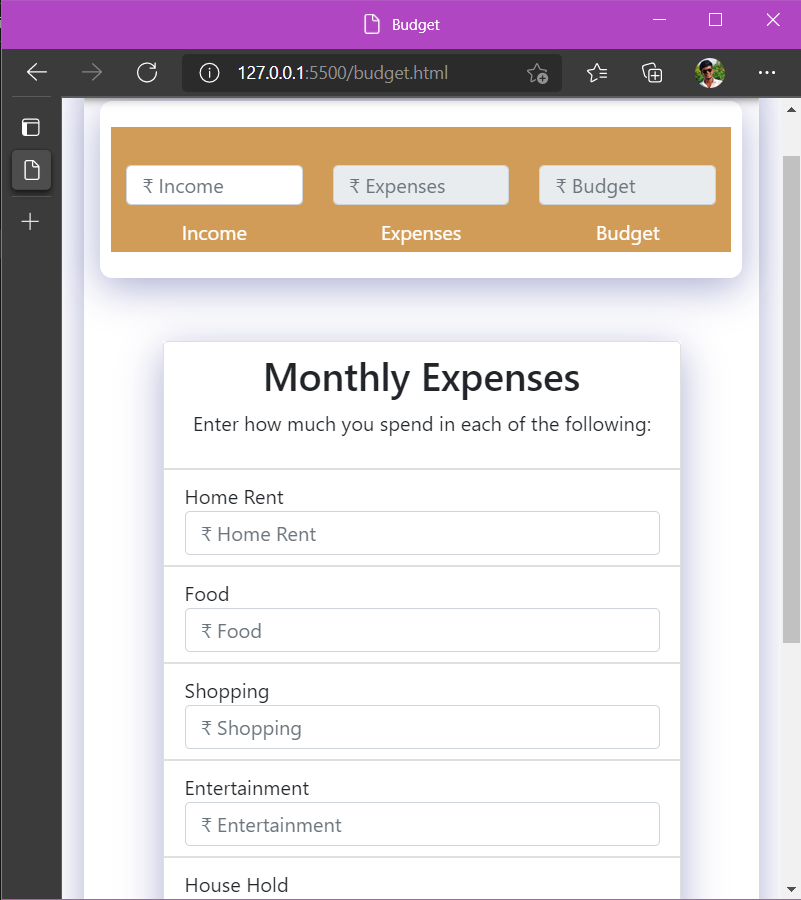 Budget
127.0.0.1:5500/budget.html
₹ Income ₹ Expenses ₹ Budget
Income Expenses Budget
Monthly Expenses
Enter how much you spend in each of the following:
Home Rent
₹ Home Rent
Food
₹ Food
Shopping
₹ Shopping
Entertainment
₹ Entertainment
House Hold